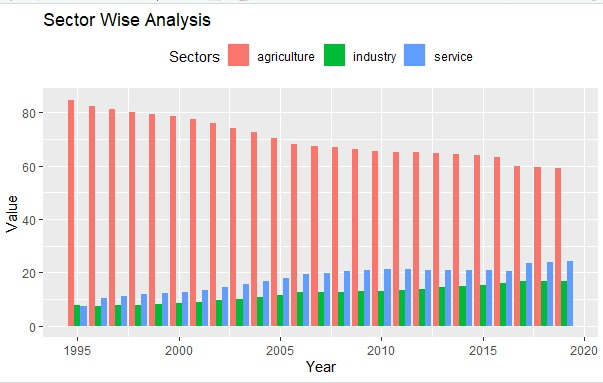 Sector Wise Analysis
Sectors agriculture industry service
80
60
40
20
0
Value
1995 2000 2005 2010 2015 2020
Year